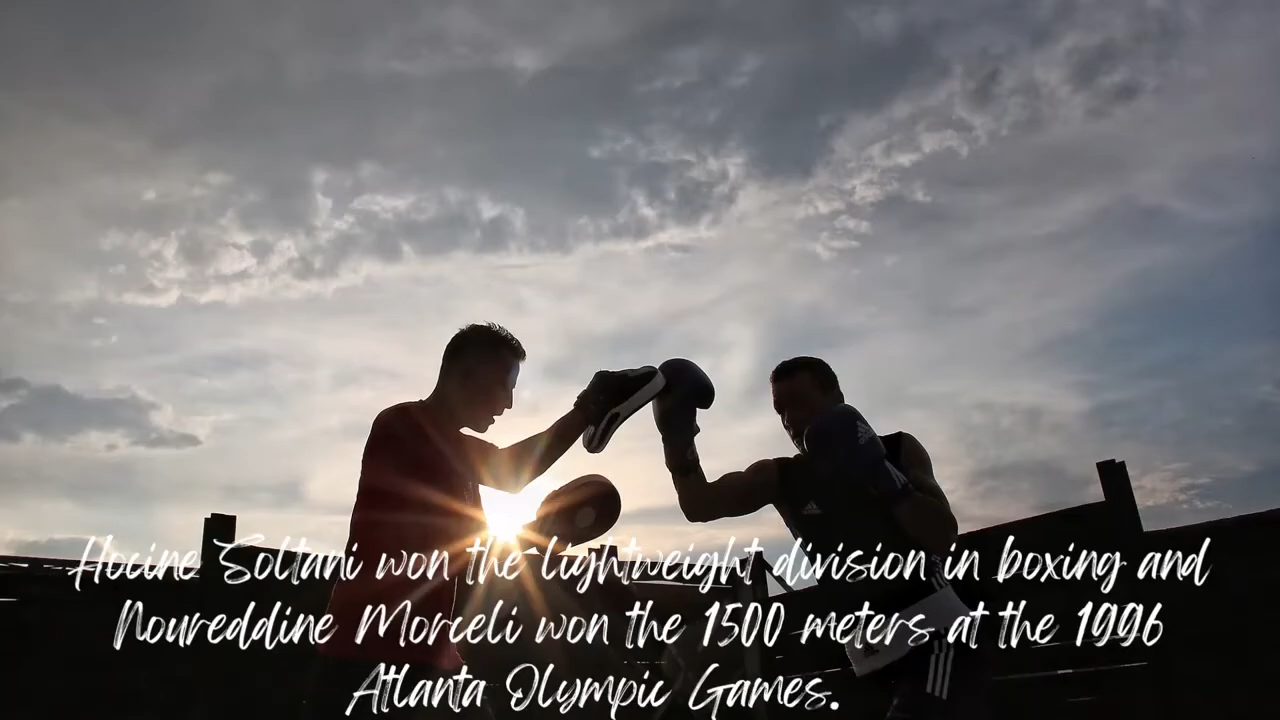 Hocine Soltani won the lightweight division in boxing and
Noureddine Morceli won the 1500 meters at the 1996
Atlanta Olympic Games.